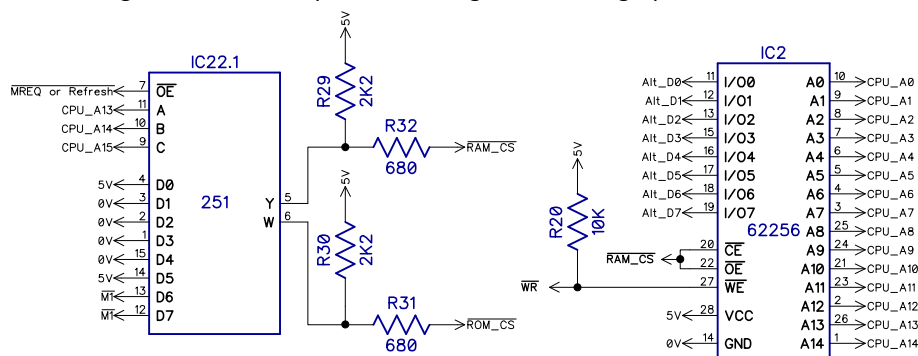 5V
IC22.1
R29
2K2
MREQ or Refresh 7 OE
CPU_A13 11 A
CPU_A14 10 B
CPU_A15 9 C
5V 4 D0
0V 3 D1
0V 2 D2
0V 1 D3
0V 15 D4
5V 14 D5
M1 13 D6
M1 12 D7
251
Y 5
W 6
R32
680
RAM_CS
5V
R30
2K2
R31
680
ROM_CS
5V
R20
10K
WR
RAM_CS
IC2
62256
Alt_D0 11 I/O0
Alt_D1 12 I/O1
Alt_D2 13 I/O2
Alt_D3 15 I/O3
Alt_D4 16 I/O4
Alt_D5 17 I/O5
Alt_D6 18 I/O6
Alt_D7 19 I/O7
20 CE
22 OE
27 WE
5V 28 VCC
0V 14 GND
A0 10 CPU_A0
A1 9 CPU_A1
A2 8 CPU_A2
A3 7 CPU_A3
A4 6 CPU_A4
A5 5 CPU_A5
A6 4 CPU_A6
A7 3 CPU_A7
A8 25 CPU_A8
A9 24 CPU_A9
A10 21 CPU_A10
A11 23 CPU_A11
A12 2 CPU_A12
A13 26 CPU_A13
A14 1 CPU_A14